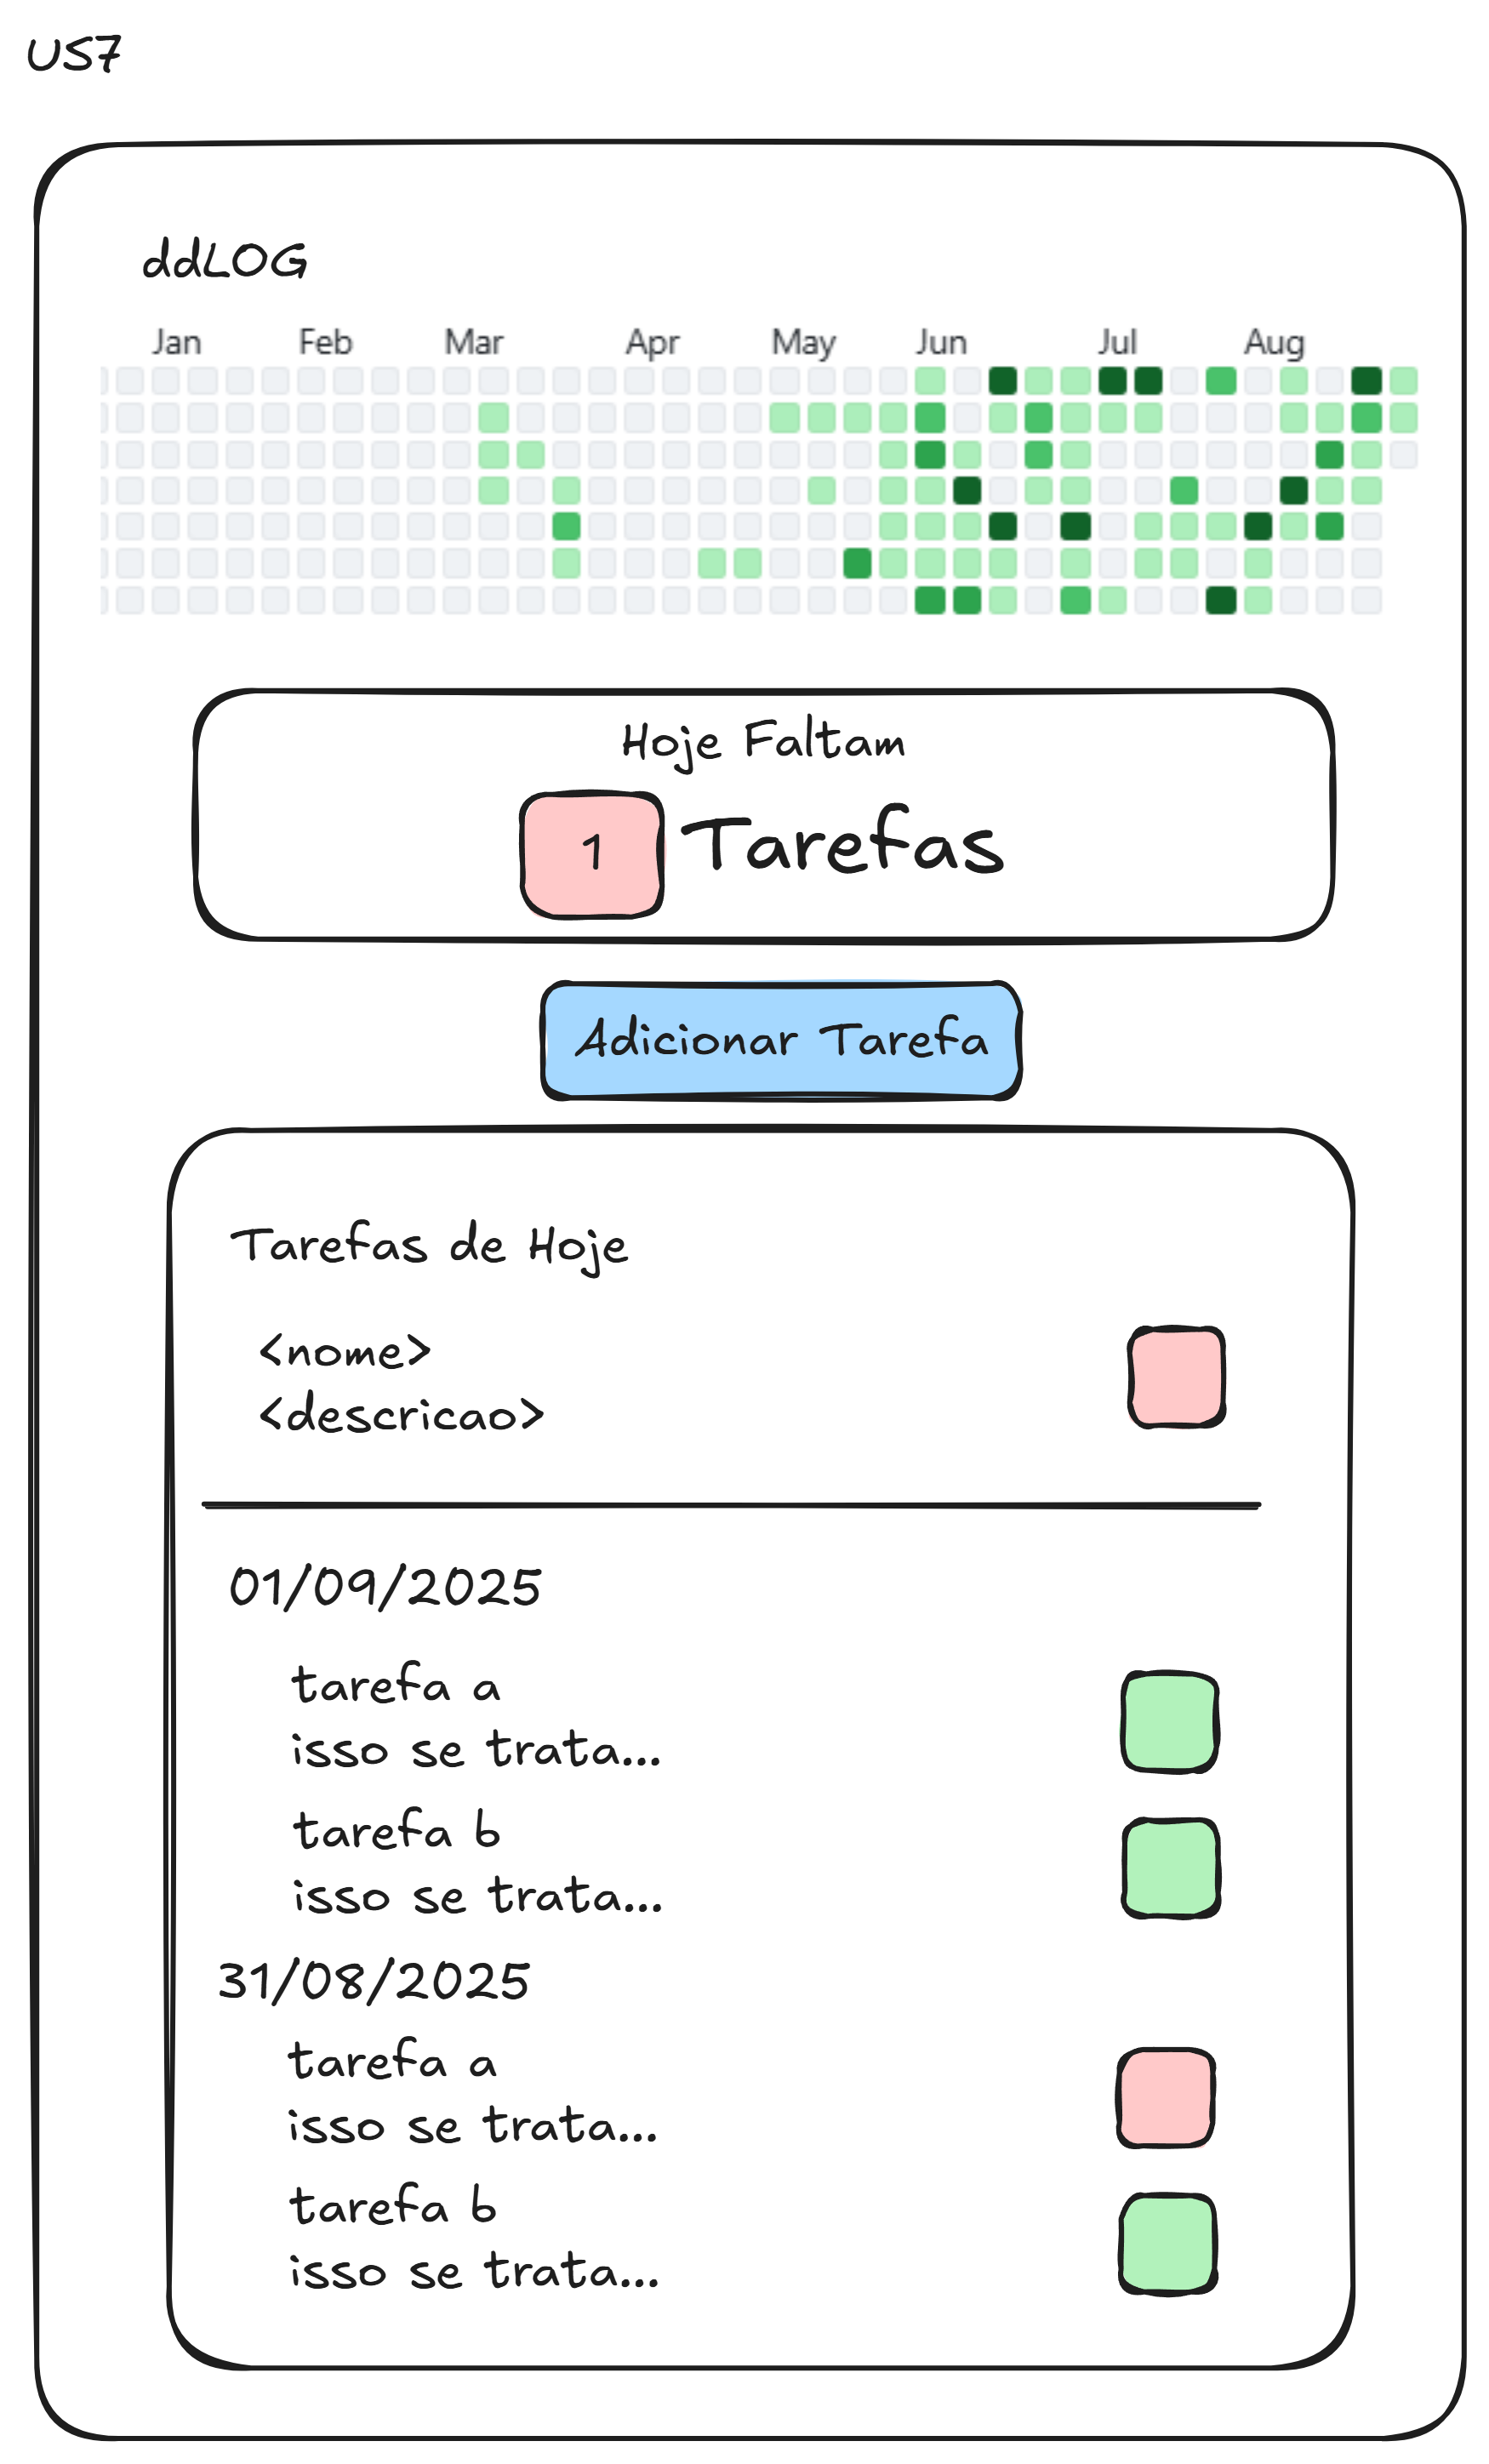 US7
ddLOG
Jan Feb Mar Apr May Jun Jul Aug
Hoje Faltam
1 Tarefas
Adicionar Tarefa
Tarefas de Hoje
<nome>
<descricao>
01/09/2025
tarefa a
isso se trata...
tarefa b
isso se trata...
31/08/2025
tarefa a
isso se trata...
tarefa b
isso se trata...